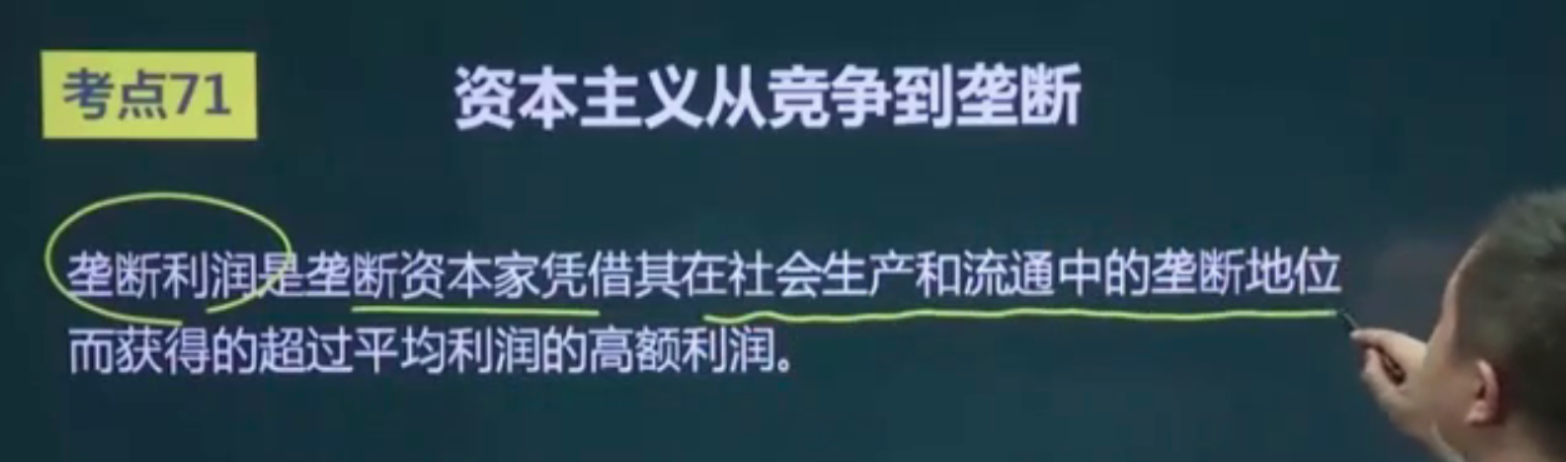 考点71
资本主义从竞争到垄断
垄断利润是垄断资本家凭借其在社会生产和流通中的垄断地位
而获得的超过平均利润的高额利润。